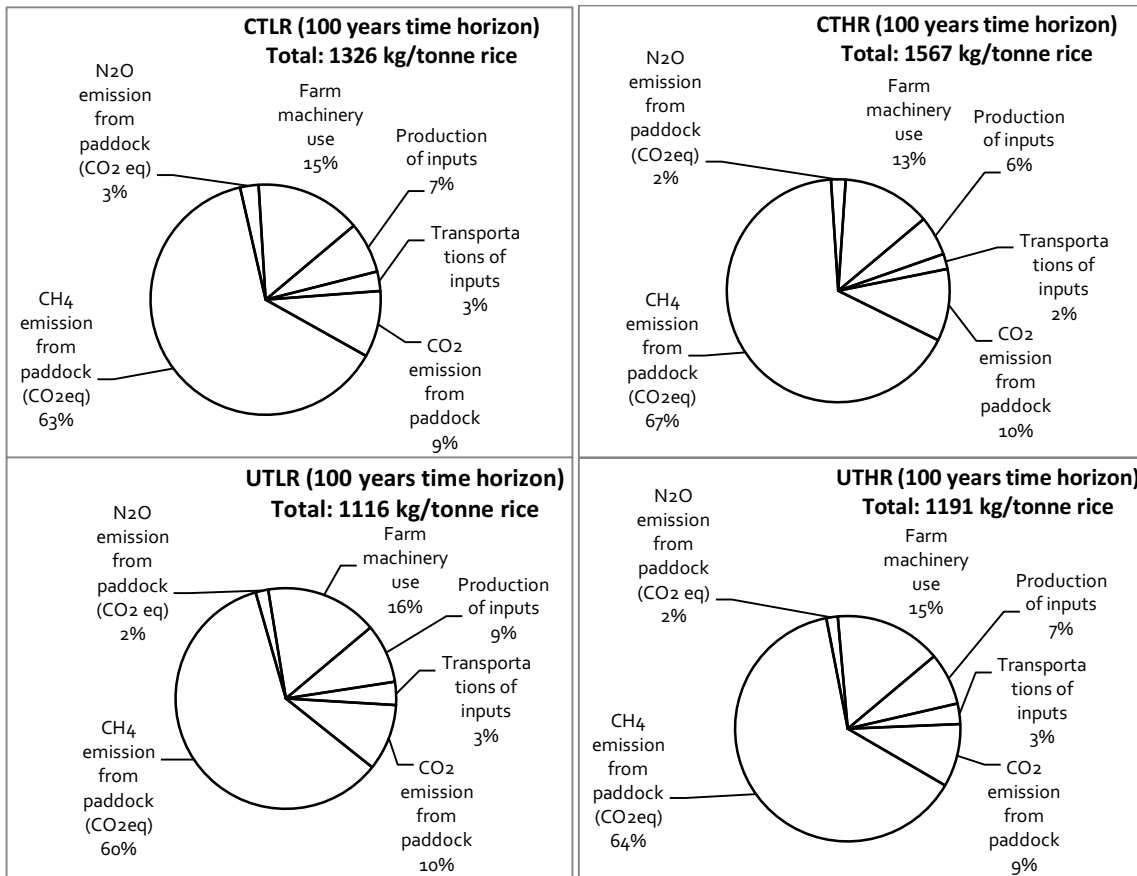 CTLR (100 years time horizon)
Total: 1326 kg/tonne rice
N2O
emission
from
paddock
(CO2 eq)
3%
Farm
machinery
use
15%
Production
of inputs
7%
Transporta
tions of
inputs
3%
CO2
emission
from
paddock
9%
CH4
emission
from
paddock
(CO2eq)
63%
CTHR (100 years time horizon)
Total: 1567 kg/tonne rice
N2O
emission
from
paddock
(CO2eq)
2%
Farm
machinery
use
13%
Production
of inputs
6%
Transporta
tions of
inputs
2%
CO2
emission
from
paddock
10%
CH4
emission
from
paddock
(CO2eq)
67%
UTLR (100 years time horizon)
Total: 1116 kg/tonne rice
N2O
emission
from
paddock
(CO2 eq)
2%
Farm
machinery
use
16%
Production
of inputs
9%
Transporta
tions of
inputs
3%
CO2
emission
from
paddock
10%
CH4
emission
from
paddock
(CO2eq)
60%
UTHR (100 years time horizon)
Total: 1191 kg/tonne rice
N2O
emission
from
paddock
(CO2 eq)
2%
Farm
machinery
use
15%
Production
of inputs
7%
Transporta
tions of
inputs
3%
CO2
emission
from
paddock
9%
CH4
emission
from
paddock
(CO2eq)
64%